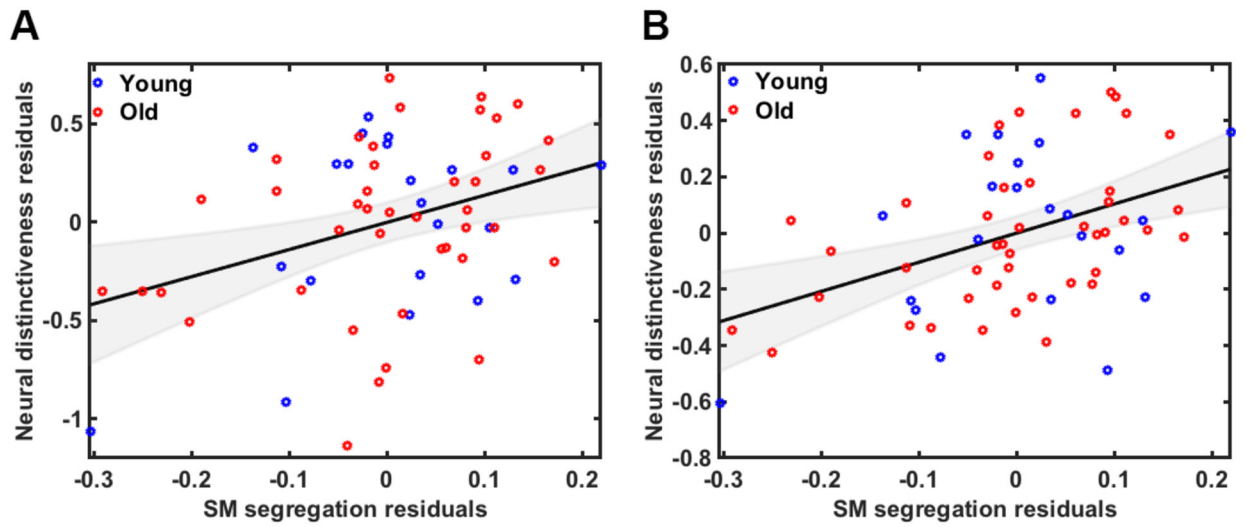 A
Neural distinctiveness residuals
Young
Old
0.5
0
-0.5
-1
-0.3 -0.2 -0.1 0 0.1 0.2
SM segregation residuals
B
Neural distinctiveness residuals
Young
Old
0.6
0.4
0.2
0
-0.2
-0.4
-0.6
-0.8
-0.3 -0.2 -0.1 0 0.1 0.2
SM segregation residuals